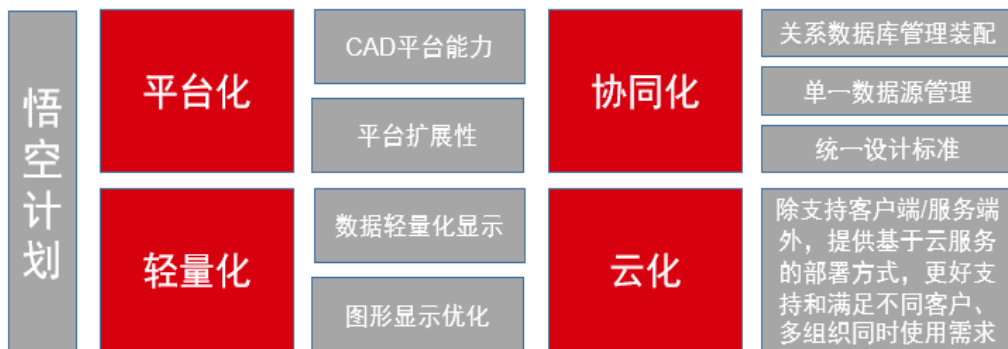 悟空计划
平台化
CAD平台能力
平台扩展性
协同化
关系数据库管理装配
单一数据源管理
统一设计标准
轻量化
数据轻量化显示
图形显示优化
云化
除支持客户端/服务端
外，提供基于云服务
的部署方式，更好支
持和满足不同客户、
多组织同时使用需求